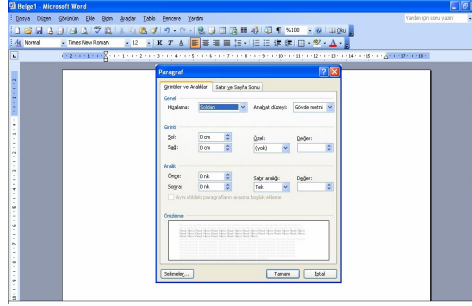 Belge1 - Microsoft Word
Dosya Düzen Görünüm Ekle Biçim Araçlar Tablo Pencere Yardım
Yardım için soru yazın
%100
Oku
Normal Times New Roman 12 K T A
Paragraf
Girintiler ve Aralıklar Satır ve Sayfa Sonu
Genel
Hizalama: Soldan Anahat düzeyi: Gövde metni
Girinti
Sol: 0 cm Özel: Değer:
Sağ: 0 cm (yok)
Aralık
Önce: 0 nk Satır aralığı: Değer:
Sonra: 0 nk Tek
Aynı stildeki paragrafların arasına boşluk ekleme
Önizleme
Sekmeler... Tamam İptal